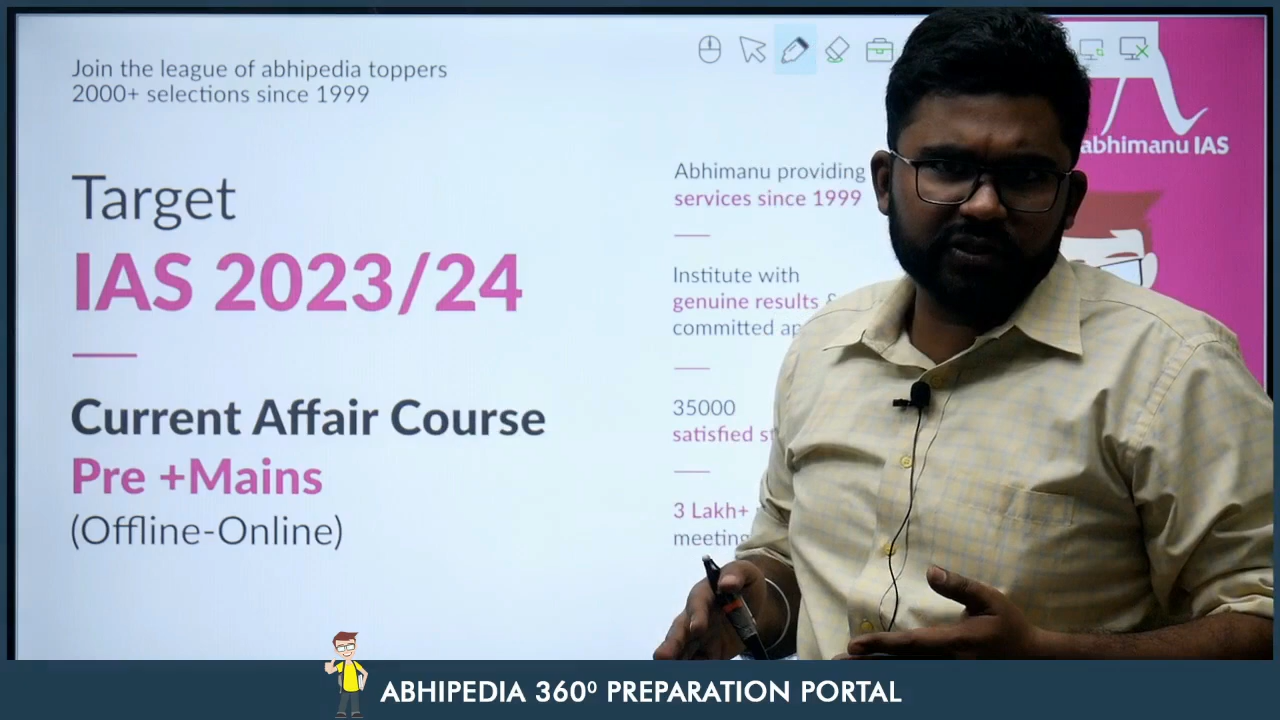 Join the league of abhipedia toppers
2000+ selections since 1999
Target
IAS 2023/24
Current Affair Course
Pre +Mains
(Offline-Online)
Abhimanu providing
services since 1999
Institute with
genuine results
committed
35000
satisfied
3 Lakh+
meeting
abhimanu IAS
ABHIPEDIA 360⁰ PREPARATION PORTAL